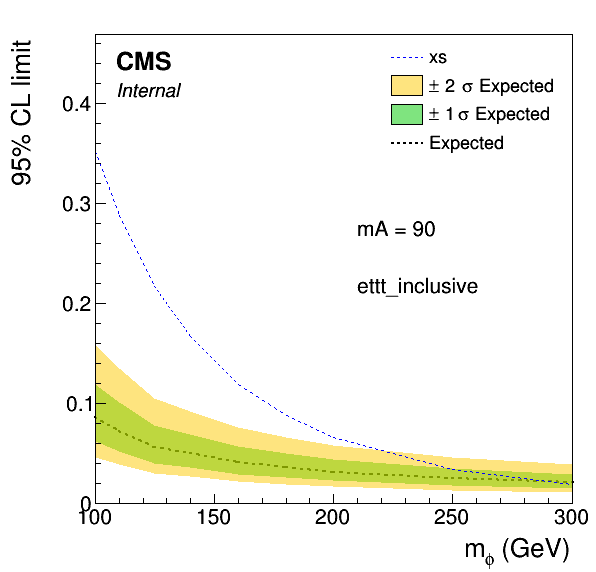 CMS
Internal
xs
± 2 σ Expected
± 1 σ Expected
Expected
mA = 90
ettt_inclusive
95% CL limit
0.4
0.3
0.2
0.1
0
100
150
200
250
300
mϕ (GeV)